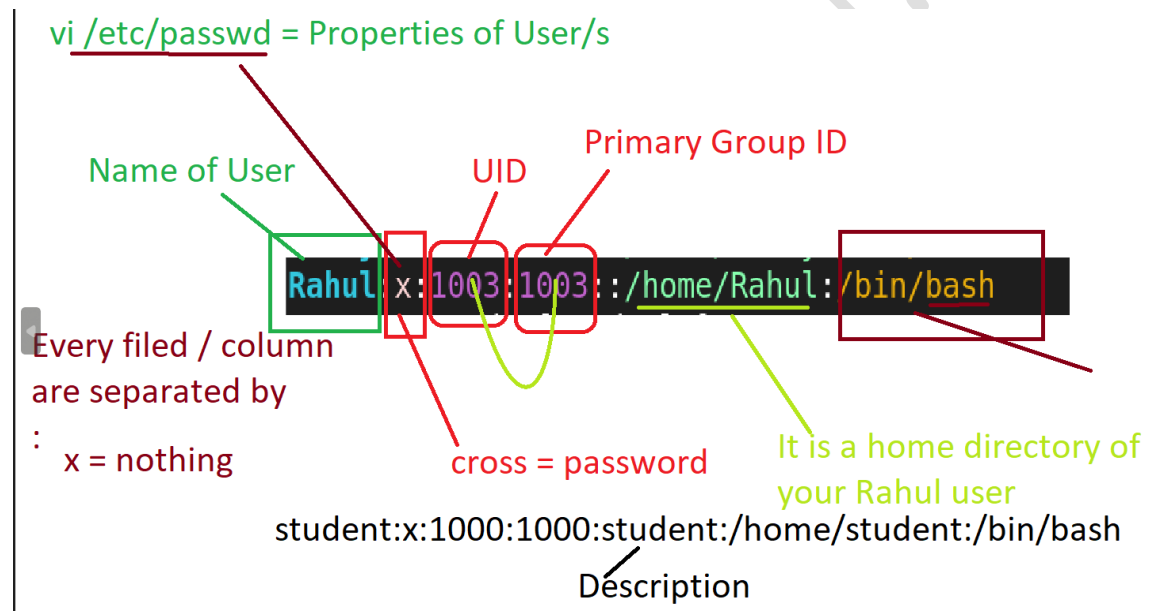 vi /etc/passwd = Properties of User/s
Primary Group ID
Name of User
UID
Rahul:x:1003:1003::/home/Rahul:/bin/bash
Every filed / column
are separated by
:
x = nothing
cross = password
It is a home directory of
your Rahul user
student:x:1000:1000:student:/home/student:/bin/bash
Description